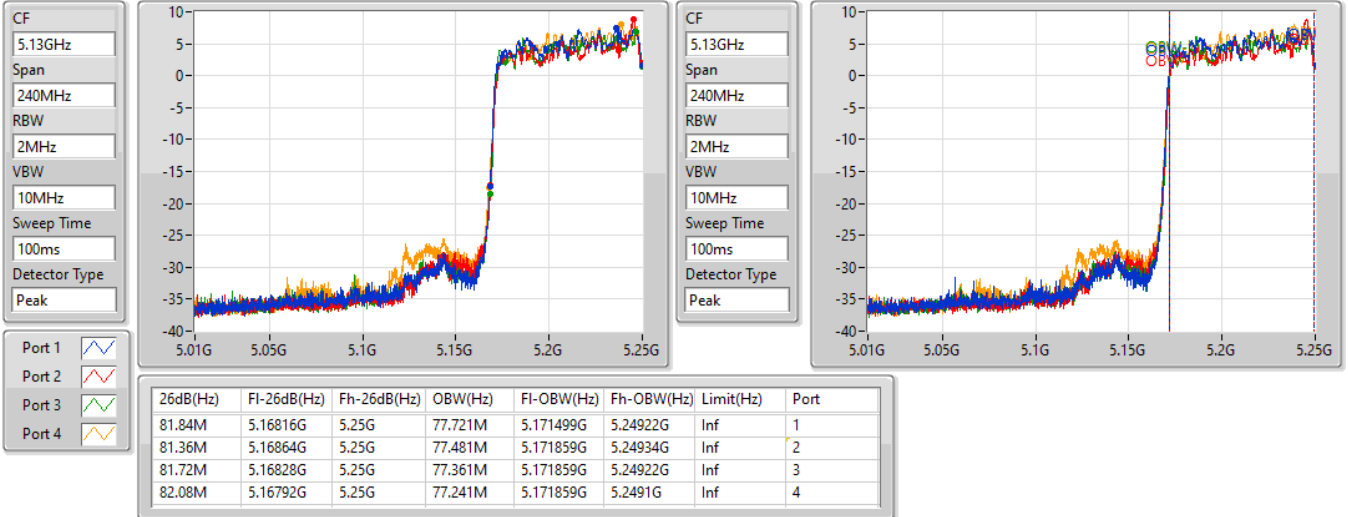 CF
5.13GHz
Span
240MHz
RBW
2MHz
VBW
10MHz
Sweep Time
100ms
Detector Type
Peak
Port 1
Port 2
Port 3
Port 4
10
5
0
-5
-10
-15
-20
-25
-30
-35
-40
5.01G 5.05G 5.1G 5.15G 5.2G 5.25G
CF
5.13GHz
Span
240MHz
RBW
2MHz
VBW
10MHz
Sweep Time
100ms
Detector Type
Peak
10
5
0
-5
-10
-15
-20
-25
-30
-35
-40
5.01G 5.05G 5.1G 5.15G 5.2G 5.25G
26dB(Hz) Fl-26dB(Hz) Fh-26dB(Hz) OBW(Hz) Fl-OBW(Hz) Fh-OBW(Hz) Limit(Hz) Port
81.84M 5.16816G 5.25G 77.721M 5.171499G 5.24922G Inf 1
81.36M 5.16864G 5.25G 77.481M 5.171859G 5.24934G Inf 2
81.72M 5.16828G 5.25G 77.361M 5.171859G 5.24922G Inf 3
82.08M 5.16792G 5.25G 77.241M 5.171859G 5.2491G Inf 4